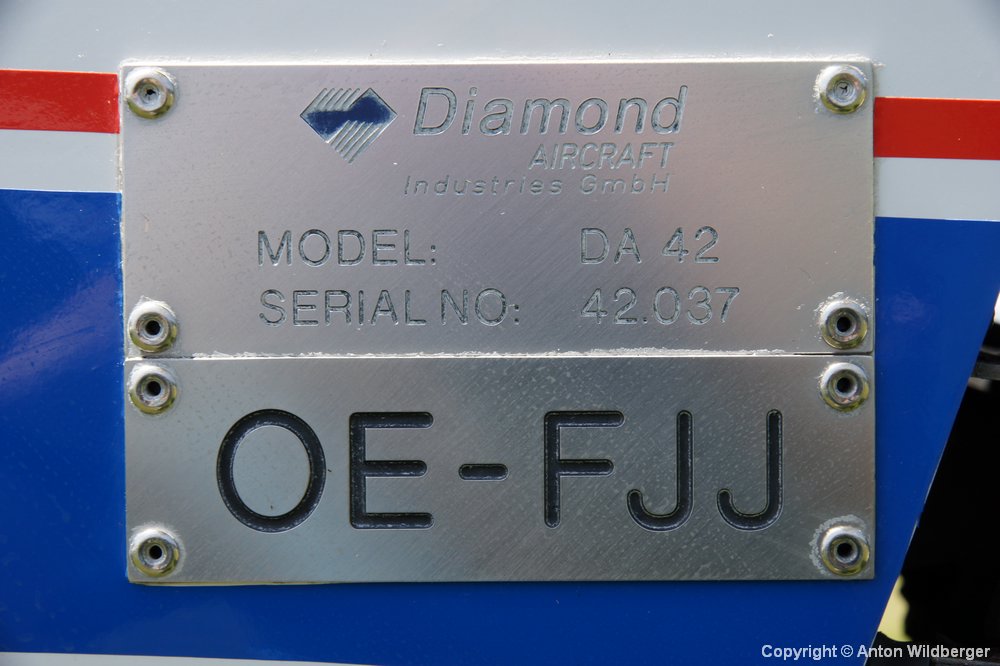 Diamond
AIRCRAFT
Industries GmbH
MODEL: DA 42
SERIAL NO: 42.037
OE-FJJ
Copyright © Anton Wildberger